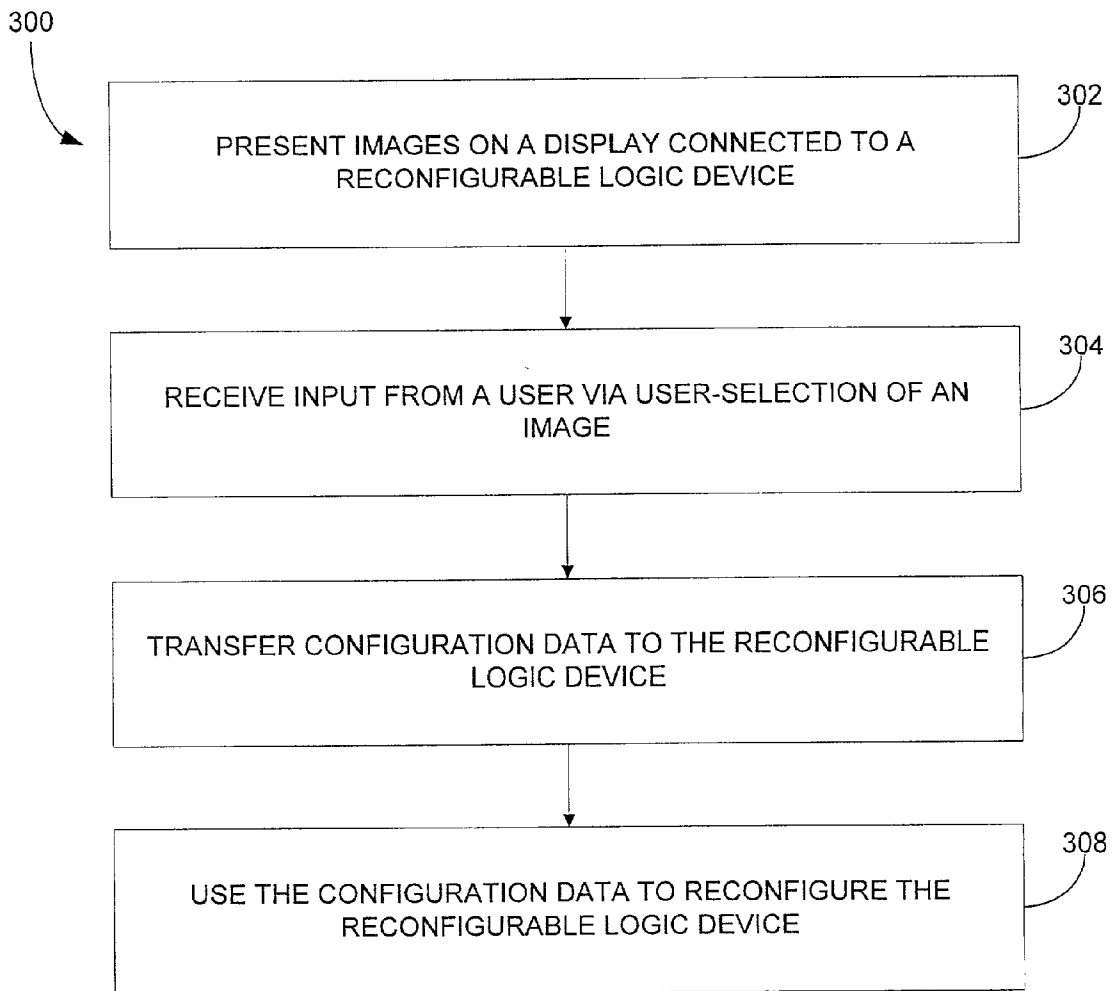 300
302
PRESENT IMAGES ON A DISPLAY CONNECTED TO A
RECONFIGURABLE LOGIC DEVICE
304
RECEIVE INPUT FROM A USER VIA USER-SELECTION OF AN
IMAGE
306
TRANSFER CONFIGURATION DATA TO THE RECONFIGURABLE
LOGIC DEVICE
308
USE THE CONFIGURATION DATA TO RECONFIGURE THE
RECONFIGURABLE LOGIC DEVICE